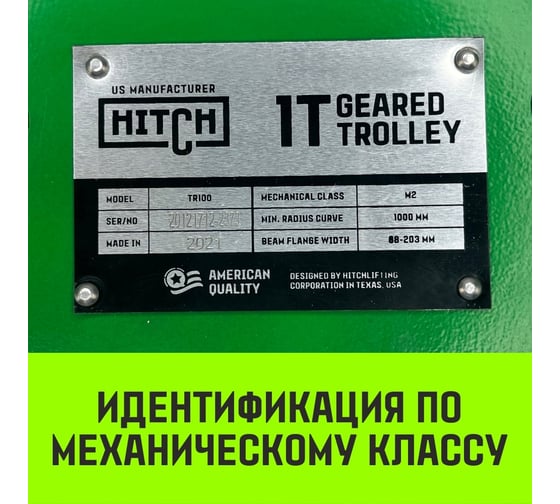 US MANUFACTURER
HITCH
1T GEARED TROLLEY
MODEL TR100 MECHANICAL CLASS M2
SER/NO MIN. RADIUS CURVE 1000 MM
MADE IN 2021 BEAM FLANGE WIDTH 68-203 MM
AMERICAN QUALITY
DESIGNED BY HITCHLIFTING
CORPORATION IN TEXAS, USA
ИДЕНТИФИКАЦИЯ ПО
МЕХАНИЧЕСКОМУ КЛАССУ